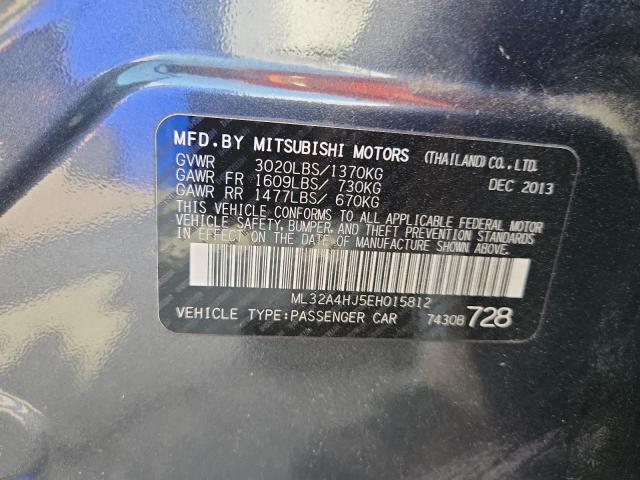 MFD.BY MITSUBISHI MOTORS (THAILAND) CO., LTD.
GVWR 3020LBS/1370KG DEC 2013
GAWR FR 1609LBS/ 730KG
GAWR RR 1477LBS/ 670KG
THIS VEHICLE CONFORMS TO ALL APPLICABLE FEDERAL MOTOR
VEHICLE SAFETY, BUMPER, AND THEFT PREVENTION STANDARDS
IN EFFECT ON THE DATE OF MANUFACTURE SHOWN ABOVE.
ML32A4HJ5EH015812
VEHICLE TYPE:PASSENGER CAR 7430B 728